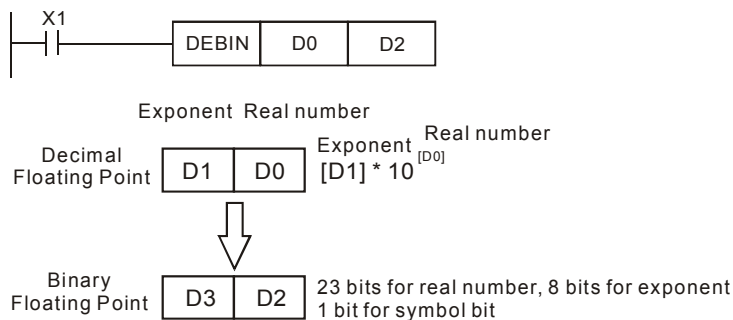 X1
DEBIN D0 D2
Exponent Real number
Decimal
Floating Point
D1 D0
Exponent Real number
[D1] * 10 [D0]
Binary
Floating Point
D3 D2
23 bits for real number, 8 bits for exponent
1 bit for symbol bit